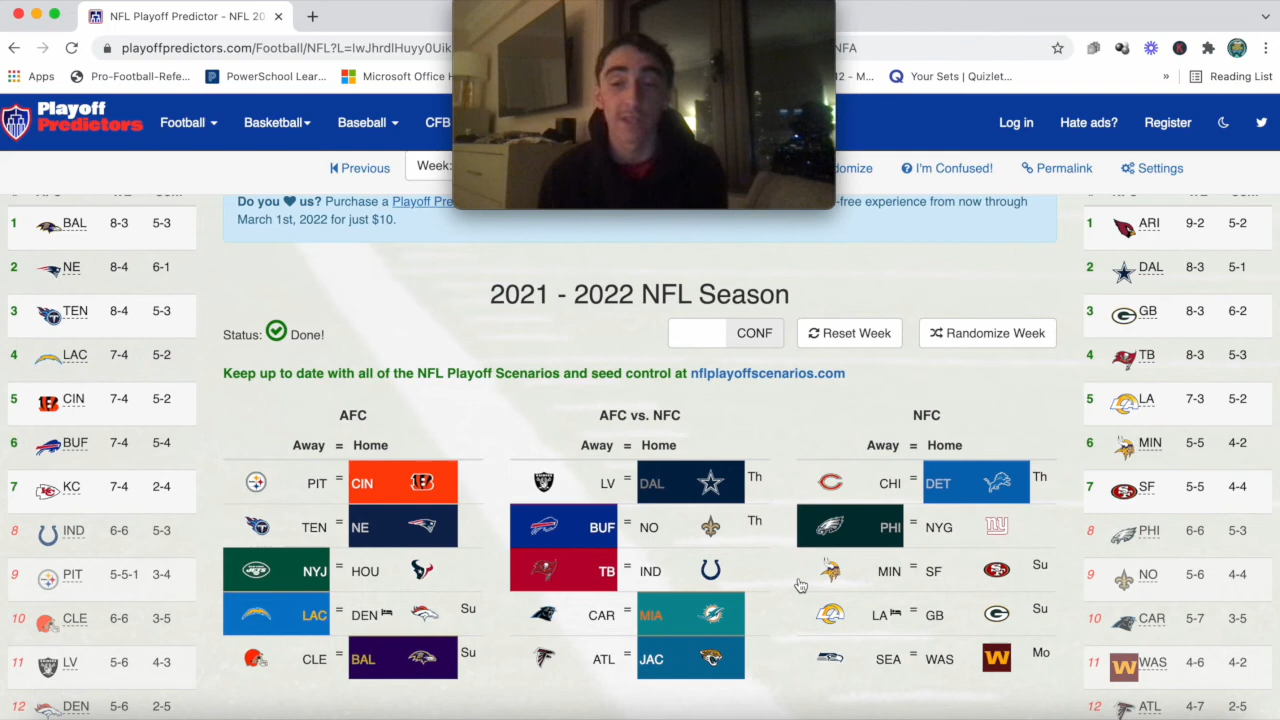 NFL Playoff Predictor - NFL 20
playoffpredictors.com/Football/NFL?L=IwJhrdIHuyy0Uik
NFA
Apps Pro-Football-Refe... PowerSchool Lear... Microsoft Office H
12 - M... Your Sets | Quizlet... » Reading List
Playoff
Predictors
Football Basketball Baseball CFB
Log in Hate ads? Register
Previous Week:
domize I'm Confused! Permalink Settings
Do you us? Purchase a Playoff Pre
-free experience from now through
March 1st, 2022 for just $10.
2021 - 2022 NFL Season
Status: Done!
CONF Reset Week Randomize Week
Keep up to date with all of the NFL Playoff Scenarios and seed control at nflplayoffscenarios.com
1 BAL 8-3 5-3
2 NE 8-4 6-1
3 TEN 8-4 5-3
4 LAC 7-4 5-2
5 CIN 7-4 5-2
6 BUF 7-4 5-4
7 KC 7-4 2-4
8 IND 6-6 5-3
9 PIT 5-5-1 3-4
10 CLE 6-6 3-5
11 LV 5-6 4-3
12 DEN 5-6 2-5
AFC
Away = Home
PIT = CIN
TEN = NE
NYJ = HOU
LAC = DEN Su
CLE = BAL Su
AFC vs. NFC
Away = Home
LV = DAL Th
BUF = NO Th
TB = IND
CAR = MIA
ATL = JAC
NFC
Away = Home
CHI = DET Th
PHI = NYG
MIN = SF Su
LA = GB Su
SEA = WAS W Mo
1 ARI 9-2 5-2
2 DAL 8-3 5-1
3 GB 8-3 6-2
4 TB 8-3 5-3
5 LA 7-3 5-2
6 MIN 5-5 4-2
7 SF 5-5 4-4
8 PHI 6-6 5-3
9 NO 5-6 4-4
10 CAR 5-7 3-5
11 WAS 4-6 4-2
12 ATL 4-7 2-5